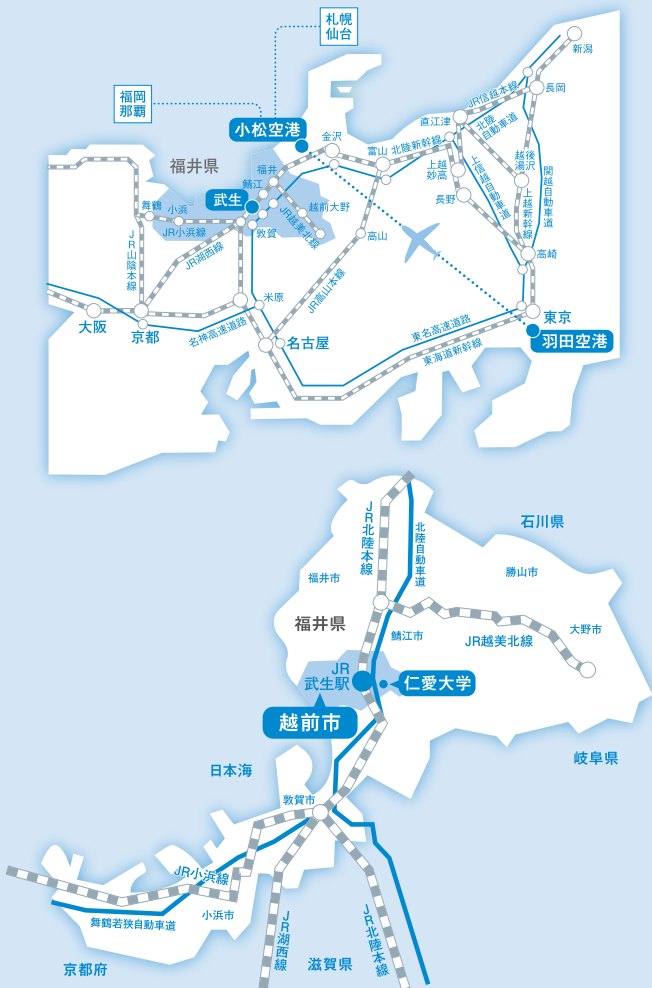 札幌
仙台
福岡
那覇
小松空港
新潟
長岡
JR信越本線
北陸
自動車道
直江津
金沢
富山
北陸新幹線
福井県
福井
鯖江
武生
舞鶴
小浜
JR小浜線
敦賀
越前大野
JR越美北線
上越
妙高
長野
上信越自動車道
越後
湯沢
上越新幹線
関越自動車道
高崎
高山
JR高山本線
JR山陰本線
JR湖西線
米原
大阪
京都
名神高速道路
名古屋
東名高速道路
東海道新幹線
東京
羽田空港
JR北陸本線
北陸自動車道
石川県
福井市
勝山市
福井県
鯖江市
JR越美北線
大野市
JR
武生駅
仁愛大学
越前市
岐阜県
日本海
敦賀市
JR小浜線
小浜市
舞鶴若狭自動車道
JR湖西線
JR北陸本線
京都府
滋賀県